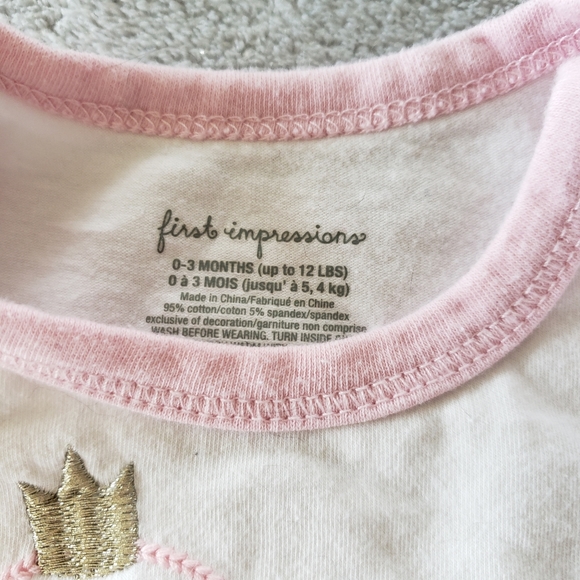 first impressions
0-3 MONTHS (up to 12 LBS)
0 à 3 MOIS (jusqu' à 5, 4 kg)
Made in China/Fabriqué en Chine
95% cotton/coton 5% spandex/spandex
exclusive of decoration/garniture non comprise
WASH BEFORE WEARING. TURN INSIDE